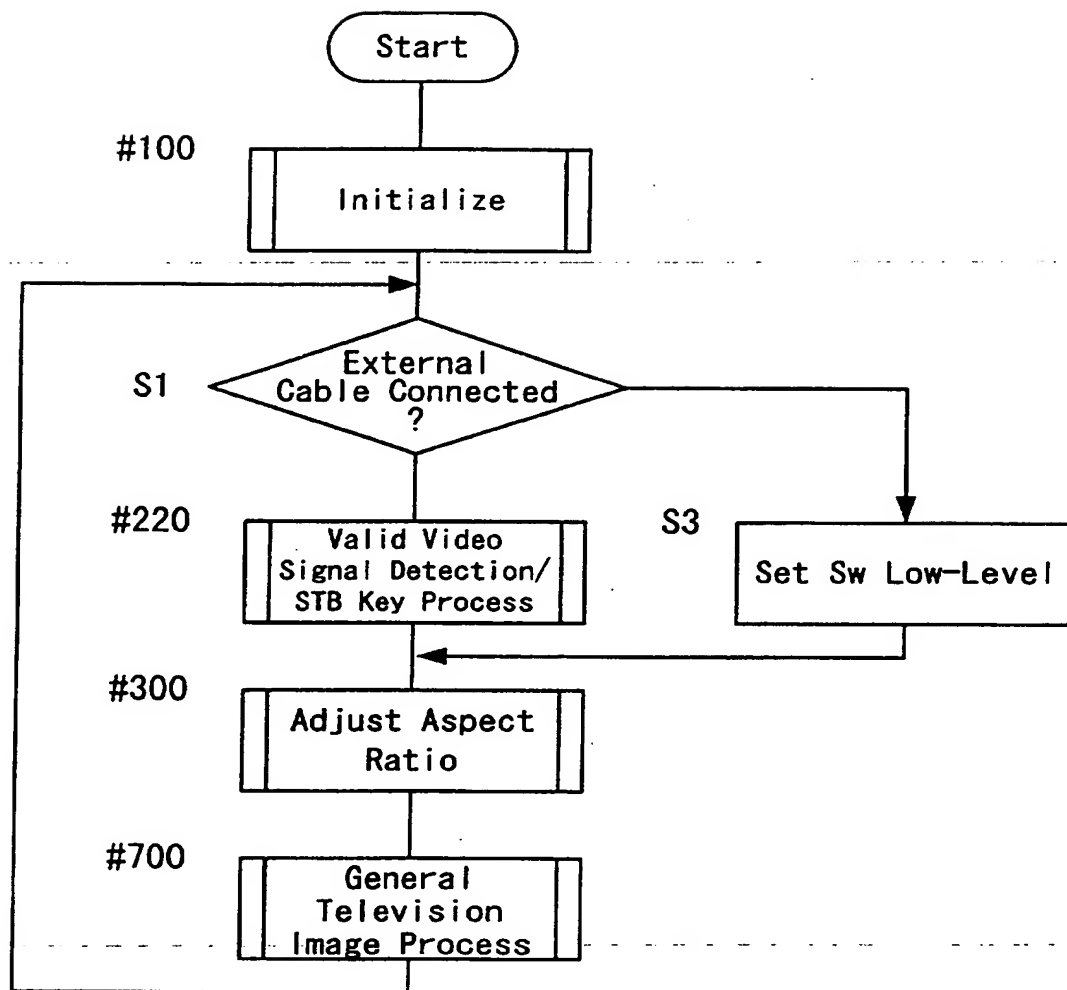 Start
#100
Initialize
S1
External
Cable Connected
?
#220
Valid Video
Signal Detection/
STB Key Process
S3
Set Sw Low-Level
#300
Adjust Aspect
Ratio
#700
General
Television
Image Process